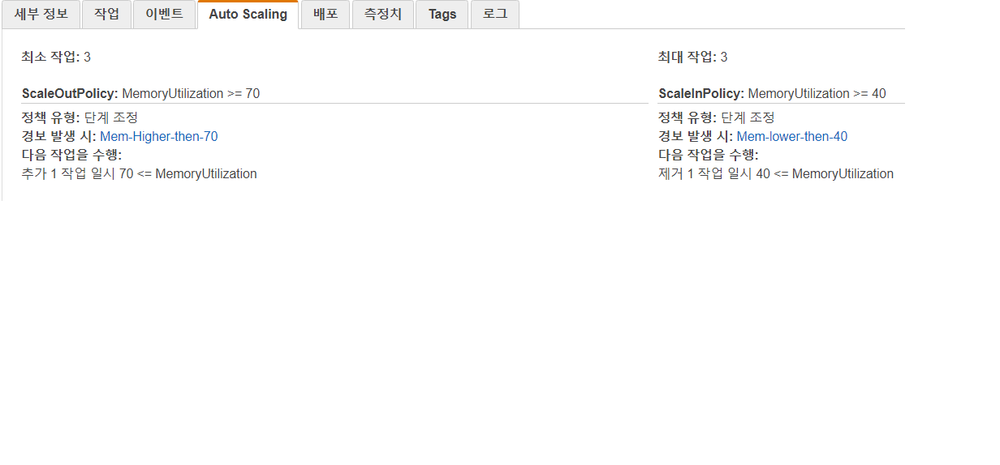 세부 정보 작업 이벤트 Auto Scaling 배포 측정치 Tags 로그
최소 작업: 3
최대 작업: 3
ScaleOutPolicy: MemoryUtilization >= 70
정책 유형: 단계 조정
경보 발생 시: Mem-Higher-then-70
다음 작업을 수행:
추가 1 작업 일시 70 <= MemoryUtilization
ScaleInPolicy: MemoryUtilization >= 40
정책 유형: 단계 조정
경보 발생 시: Mem-lower-then-40
다음 작업을 수행:
제거 1 작업 일시 40 <= MemoryUtilization